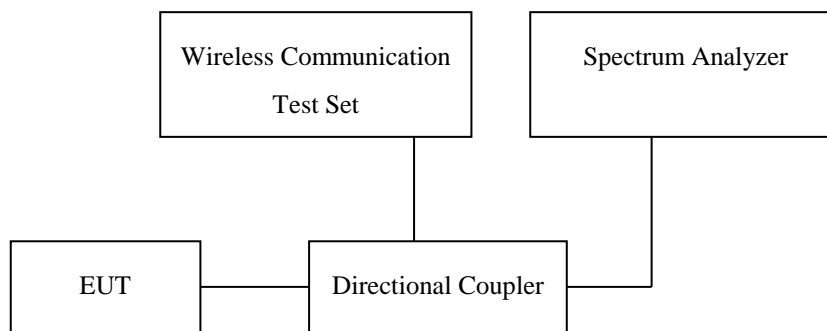 Wireless Communication
Test Set
Spectrum Analyzer
EUT
Directional Coupler